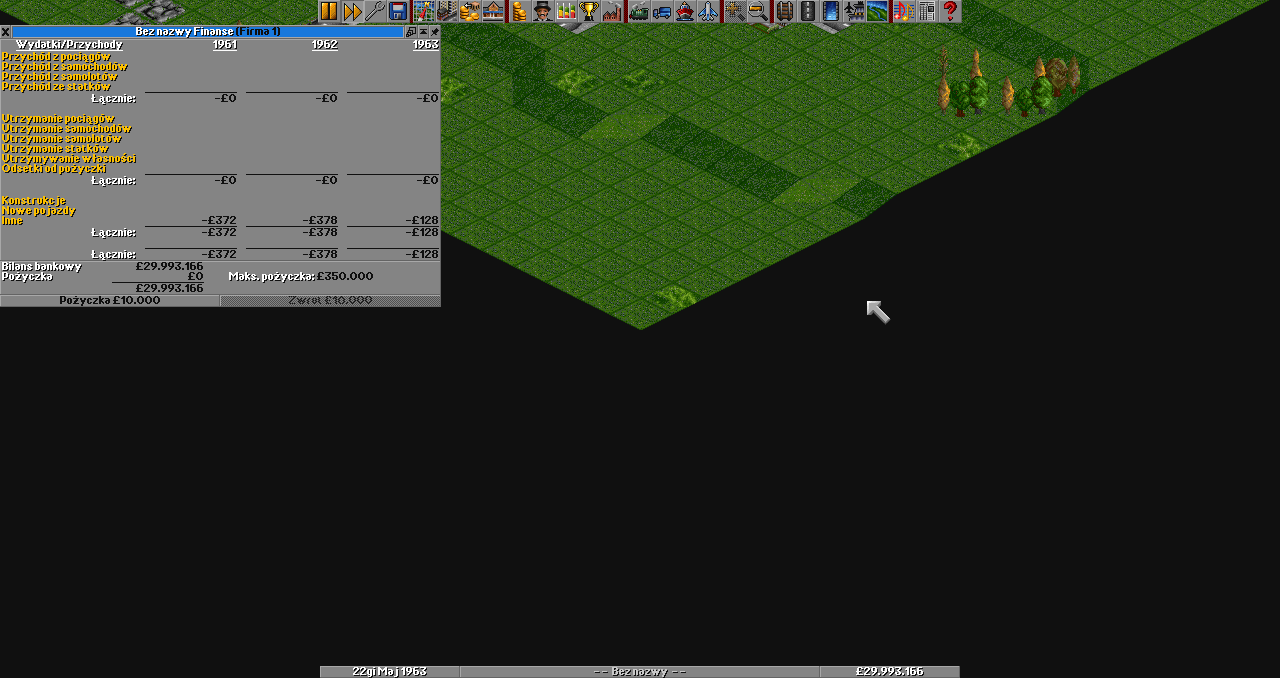 Bez nazwy Finanse (Firma 1)
Wydatki/Przychody 1961 1962 1963
Przychód z pociągów
Przychód z samochodów
Przychód z samolotów
Przychód ze statków
Łącznie: -£0 -£0 -£0
Utrzymanie pociągów
Utrzymanie samochodów
Utrzymanie samolotów
Utrzymanie statków
Utrzymywanie własności
Odsetki od pożyczki
Łącznie: -£0 -£0 -£0
Konstrukcje
Nowe pojazdy
Inne -£372 -£378 -£128
Łącznie: -£372 -£378 -£128
Łącznie: -£372 -£378 -£128
Bilans bankowy £29.993.166
Pożyczka £0 Maks. pożyczka: £350.000
£29.993.166
Pożyczka £10.000 Zwrot £10.000
22gi Maj 1963 -- Bez nazwy -- £29.993.166